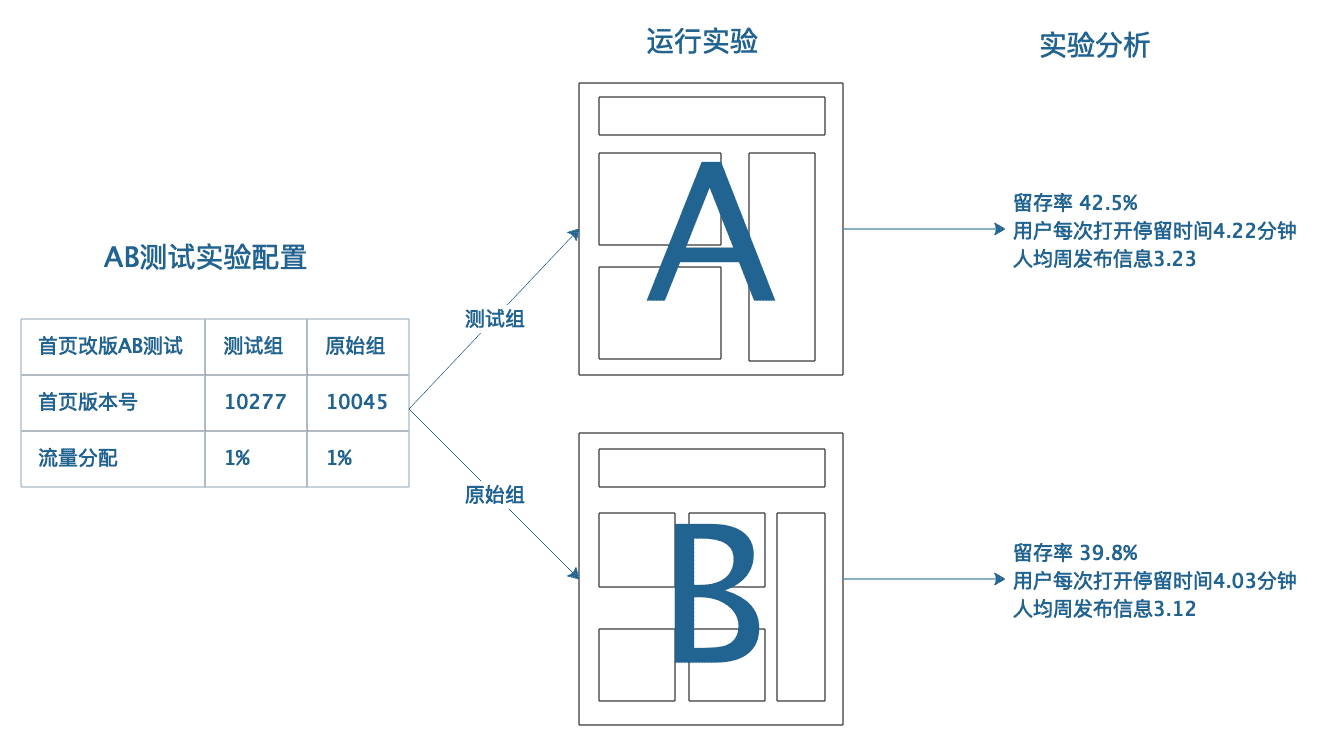 运行实验
实验分析
A
留存率 42.5%
用户每次打开停留时间4.22分钟
人均周发布信息3.23
AB测试实验配置
测试组
首页改版AB测试 测试组 原始组
首页版本号 10277 10045
流量分配 1% 1%
原始组
B
留存率 39.8%
用户每次打开停留时间4.03分钟
人均周发布信息3.12